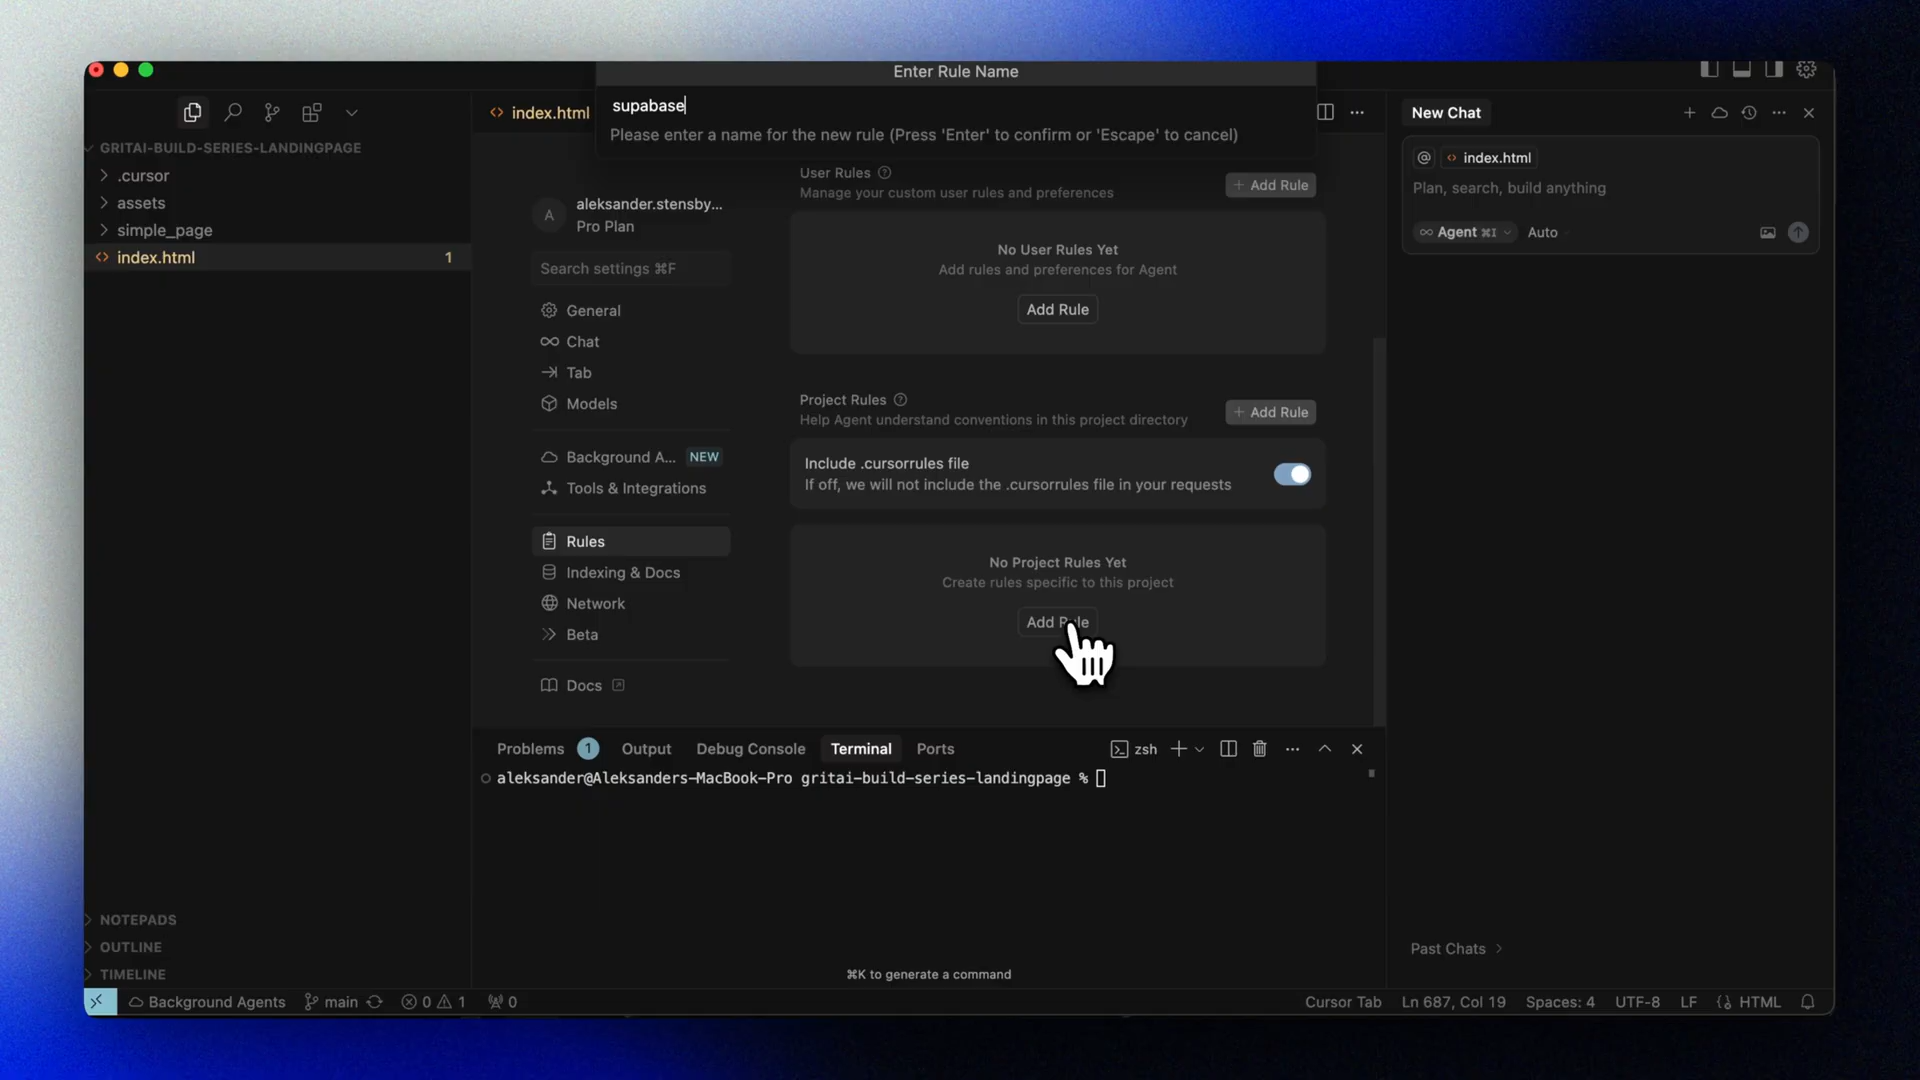 Enter Rule Name
supabase
Please enter a name for the new rule (Press 'Enter' to confirm or 'Escape' to cancel)
GRITAI-BUILD-SERIES-LANDINGPAGE
.cursor
assets
simple_page
index.html 1
NOTEPADS
OUTLINE
TIMELINE
index.html
A
aleksander.stensby...
Pro Plan
Search settings ⌘F
General
Chat
Tab
Models
Background A... NEW
Tools & Integrations
Rules
Indexing & Docs
Network
Beta
Docs
User Rules
Manage your custom user rules and preferences
+ Add Rule
No User Rules Yet
Add rules and preferences for Agent
Add Rule
Project Rules
Help Agent understand conventions in this project directory
+ Add Rule
Include .cursorrules file
If off, we will not include the .cursorrules file in your requests
No Project Rules Yet
Create rules specific to this project
Add Rule
Problems 1 Output Debug Console Terminal Ports zsh
aleksander@Aleksanders-MacBook-Pro gritai-build-series-landingpage %
⌘K to generate a command
New Chat
@ index.html
Plan, search, build anything
Agent ⌘I Auto
Past Chats
Background Agents main 0 1 0 Cursor Tab Ln 687, Col 19 Spaces: 4 UTF-8 LF HTML